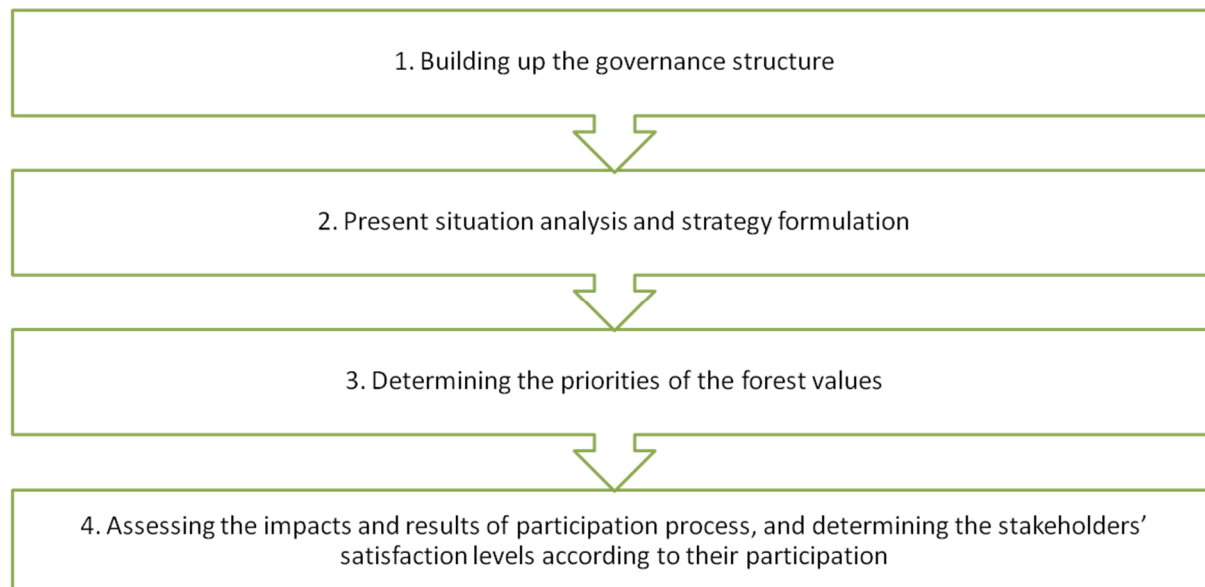 1. Building up the governance structure
2. Present situation analysis and strategy formulation
3. Determining the priorities of the forest values
4. Assessing the impacts and results of participation process, and determining the stakeholders’
satisfaction levels according to their participation